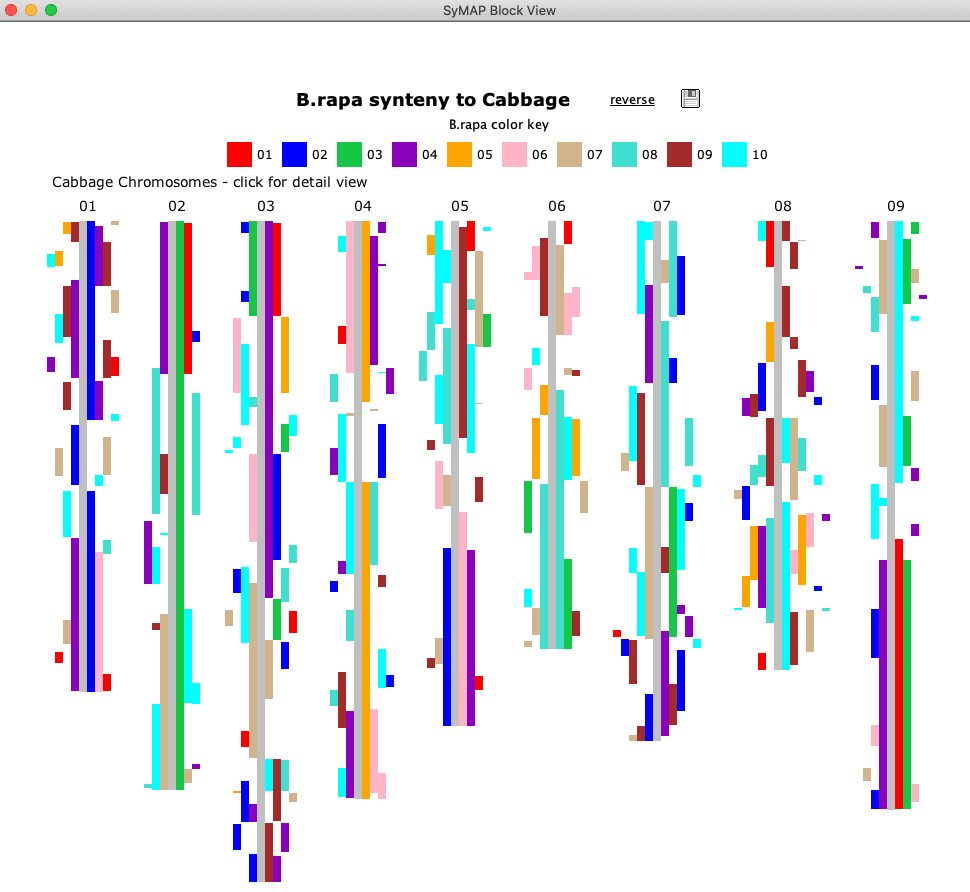 SyMAP Block View
B.rapa synteny to Cabbage reverse
B.rapa color key
01 02 03 04 05 06 07 08 09 10
Cabbage Chromosomes - click for detail view
01 02 03 04 05 06 07 08 09